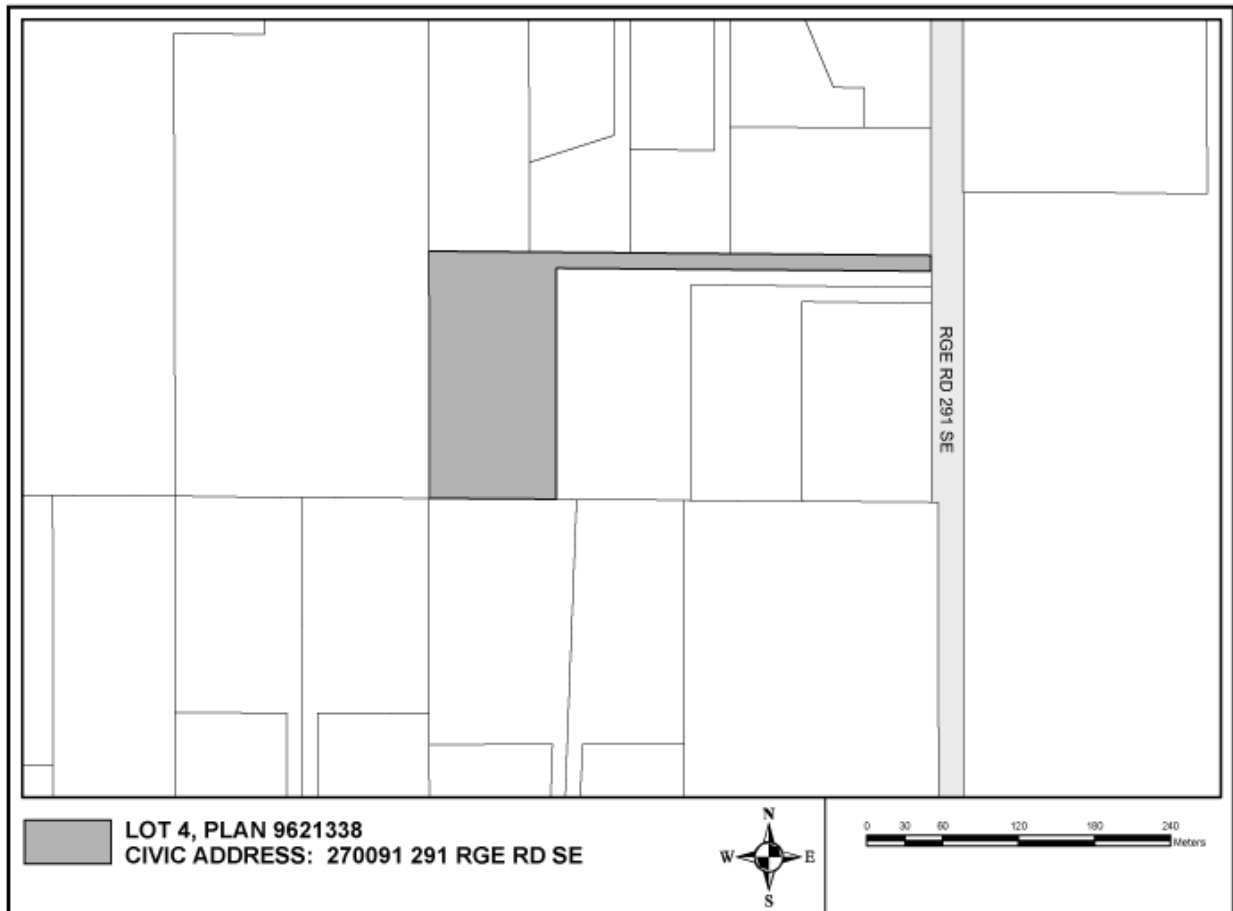 RGE RD 291 SE
LOT 4, PLAN 9621338
CIVIC ADDRESS: 270091 291 RGE RD SE
N
W E
S
0 30 60 120 180 240
Meters